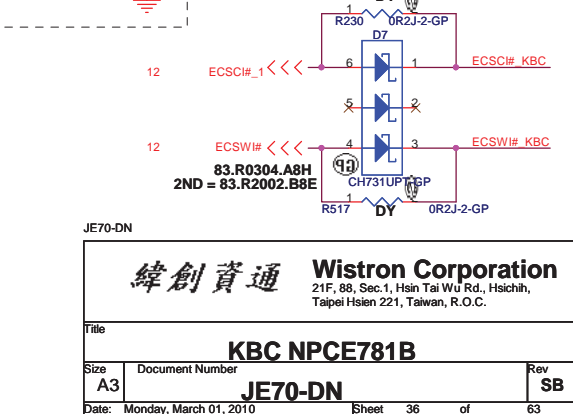 1
R230
0R2J-2-GP
D7
12
ECSCI#_1
6
1
ECSCI#_KBC
5
2
12
ECSWI#
4
3
ECSWI#_KBC
83.R0304.A8H
2ND = 83.R2002.B8E
CH731UPT-GP
1
R517
DY
0R2J-2-GP
JE70-DN
緯創資通
Wistron Corporation
21F, 88, Sec.1, Hsin Tai Wu Rd., Hsichih,
Taipei Hsien 221, Taiwan, R.O.C.
Title
KBC NPCE781B
Size
Document Number
Rev
A3
JE70-DN
SB
Date: Monday, March 01, 2010
Sheet 36 of 63